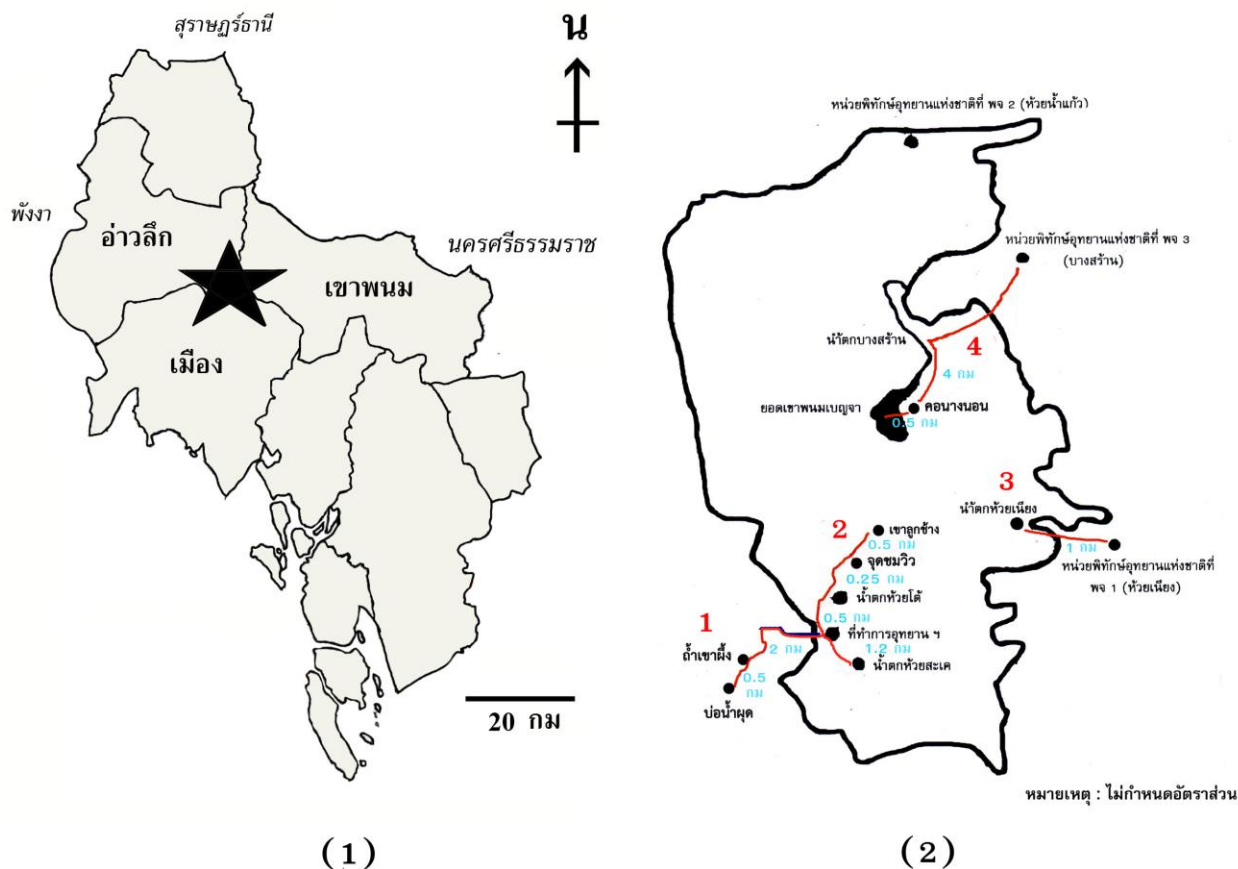 สุราษฎร์ธานี
น
พังงา
อ่าวลึก
นครศรีธรรมราช
เขาพนม
เมือง
20 กม
(1)
หน่วยพิทักษ์อุทยานแห่งชาติที่ พจ 2 (ห้วยน้ำแก้ว)
หน่วยพิทักษ์อุทยานแห่งชาติที่ พจ 3
(บางสร้าน)
น้ำตกบางสร้าน
4
4 กม
ยอดเขาพนมเบญจา
คอนางนอน
0.5 กม
3
น้ำตกห้วยเนียง
1 กม
หน่วยพิทักษ์อุทยานแห่งชาติที่
พจ 1 (ห้วยเนียง)
2
เขาลูกช้าง
0.5 กม
จุดชมวิว
0.25 กม
น้ำตกห้วยโต้
0.5 กม
1
ที่ทำการอุทยาน ฯ
2 กม
1.2 กม
ถ้ำเขาผึ้ง
น้ำตกห้วยสะเค
0.5
กม
บ่อน้ำผุด
หมายเหตุ : ไม่กำหนดอัตราส่วน
(2)